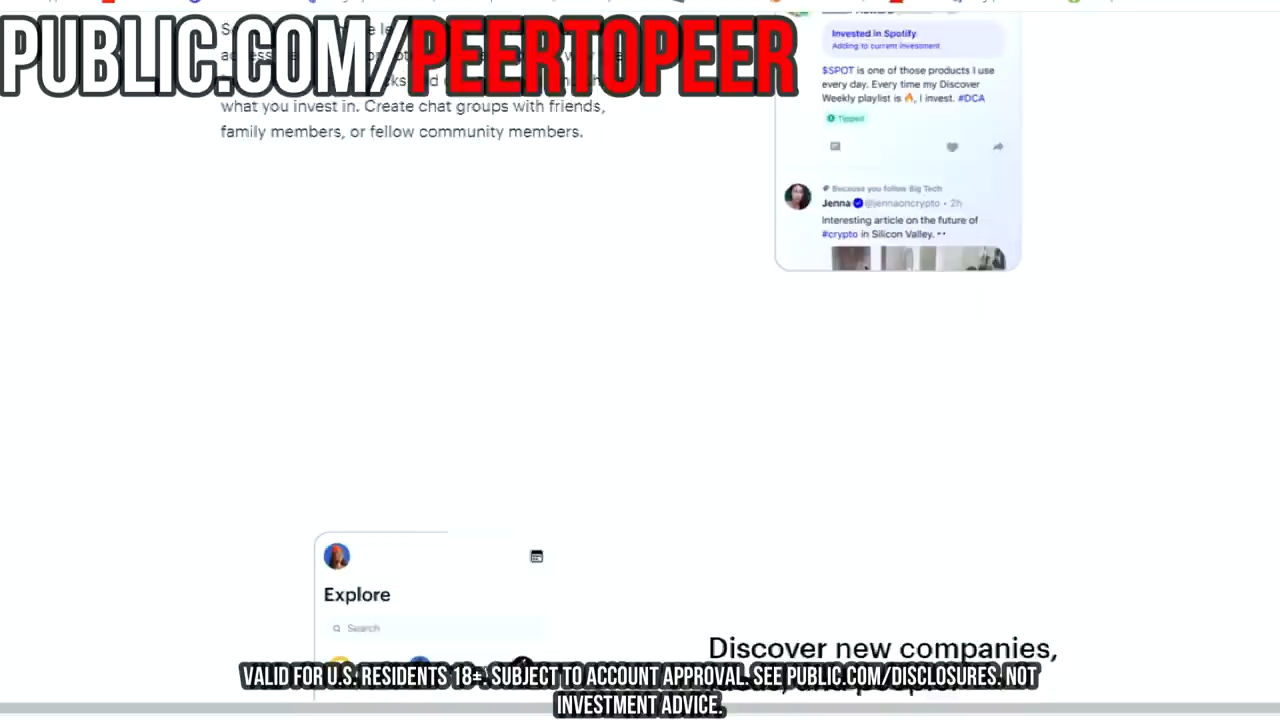 PUBLIC.COM/PEERTOPEER
what you invest in. Create chat groups with friends,
family members, or fellow community members.
Invested in Spotify
Adding to current investment
$SPOT is one of those products I use
every day. Every time my Discover
Weekly playlist is 🔥, I invest. #DCA
Tipped
Because you follow Big Tech
Jenna @jennaoncrypto • 2h
Interesting article on the future of
#crypto in Silicon Valley. 👀
Explore
Search
Discover new companies,
VALID FOR U.S. RESIDENTS 18+. SUBJECT TO ACCOUNT APPROVAL. SEE PUBLIC.COM/DISCLOSURES. NOT
INVESTMENT ADVICE.